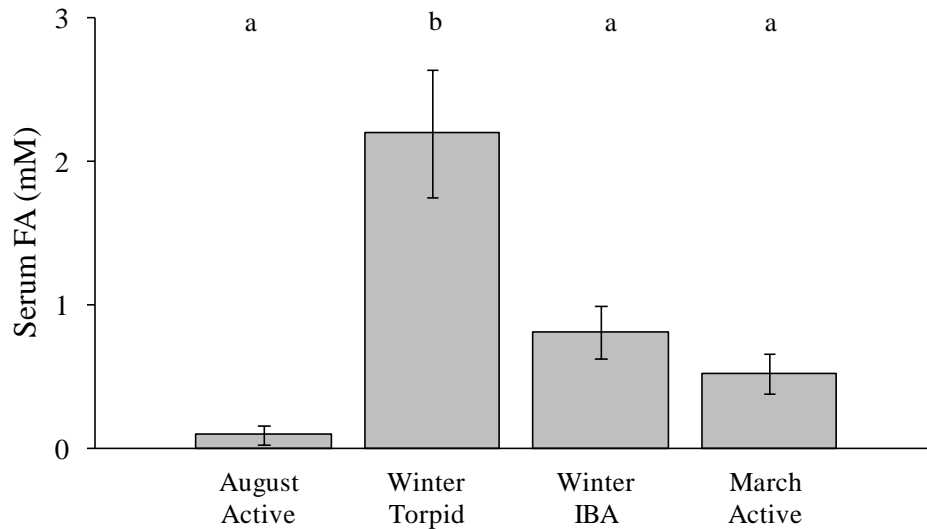 3
a
b
a
a
2
1
0
Serum FA (mM)
August
Active
Winter
Torpid
Winter
IBA
March
Active